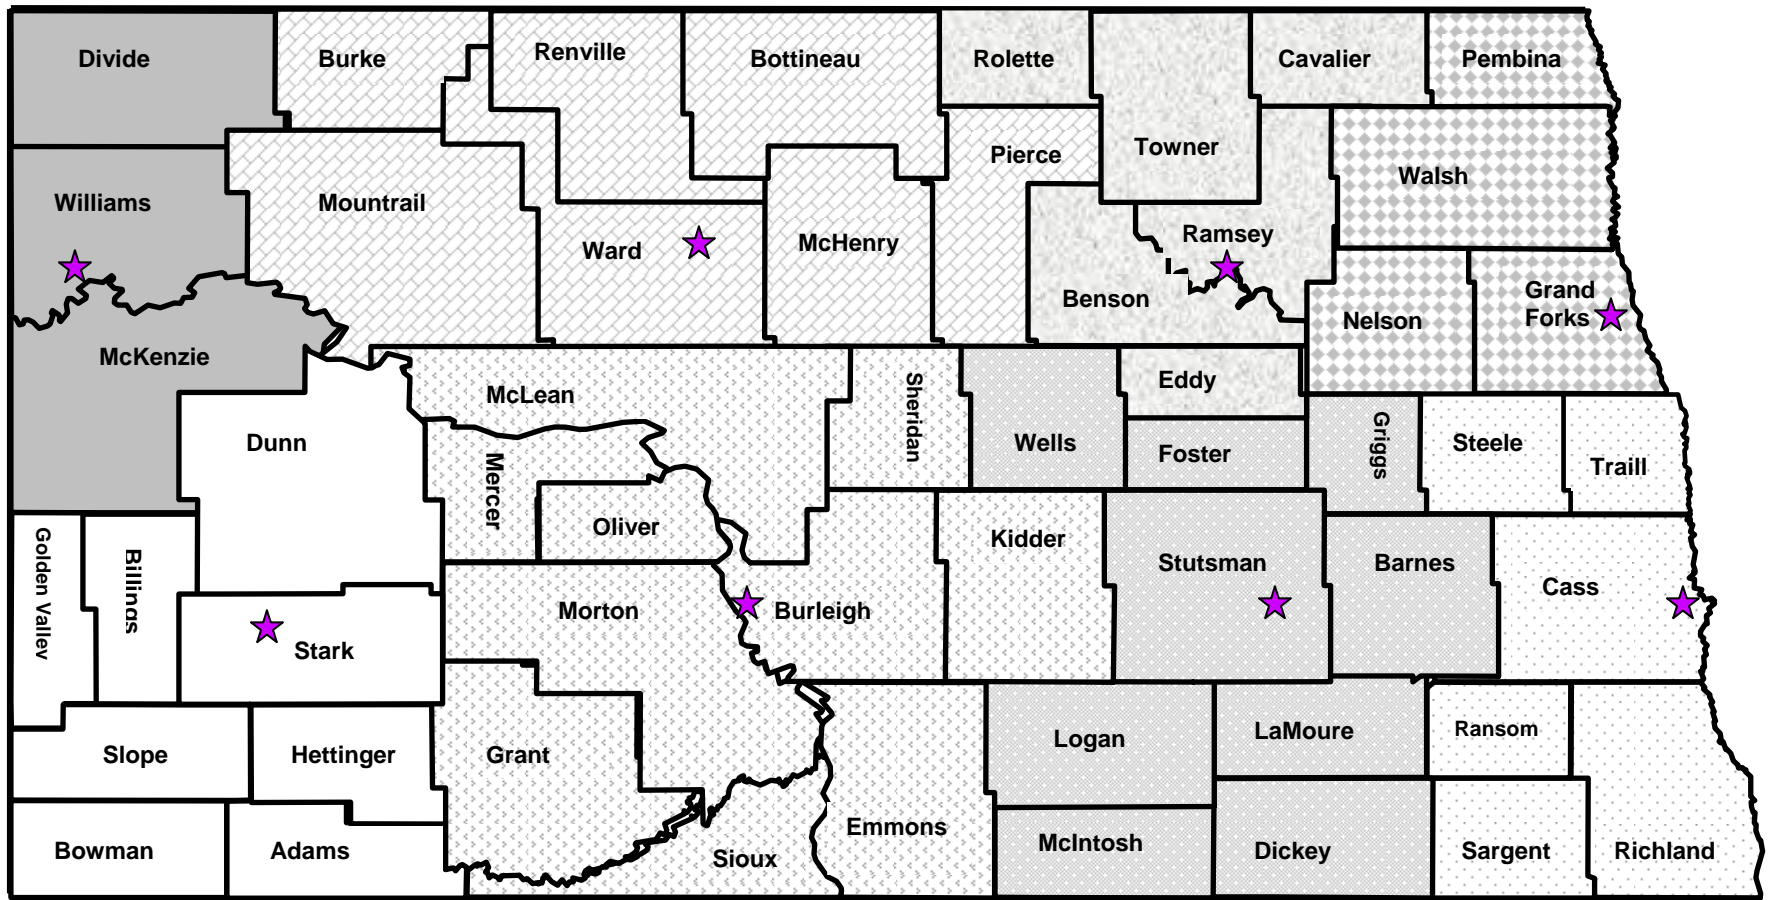 Divide
Burke
Renville
Bottineau
Rolette
Cavalier
Pembina
Towner
Pierce
Walsh
Williams
Mountrail
Ward
McHenry
Ramsey
Benson
Nelson
Grand
Forks
McKenzie
McLean
Sheridan
Eddy
Dunn
Mercer
Wells
Foster
Griggs
Steele
Traill
Oliver
Golden Valley
Billings
Kidder
Stutsman
Barnes
Cass
Morton
Burleigh
Stark
Slope
Hettinger
Grant
Logan
LaMoure
Ransom
Emmons
McIntosh
Bowman
Adams
Sioux
Dickey
Sargent
Richland